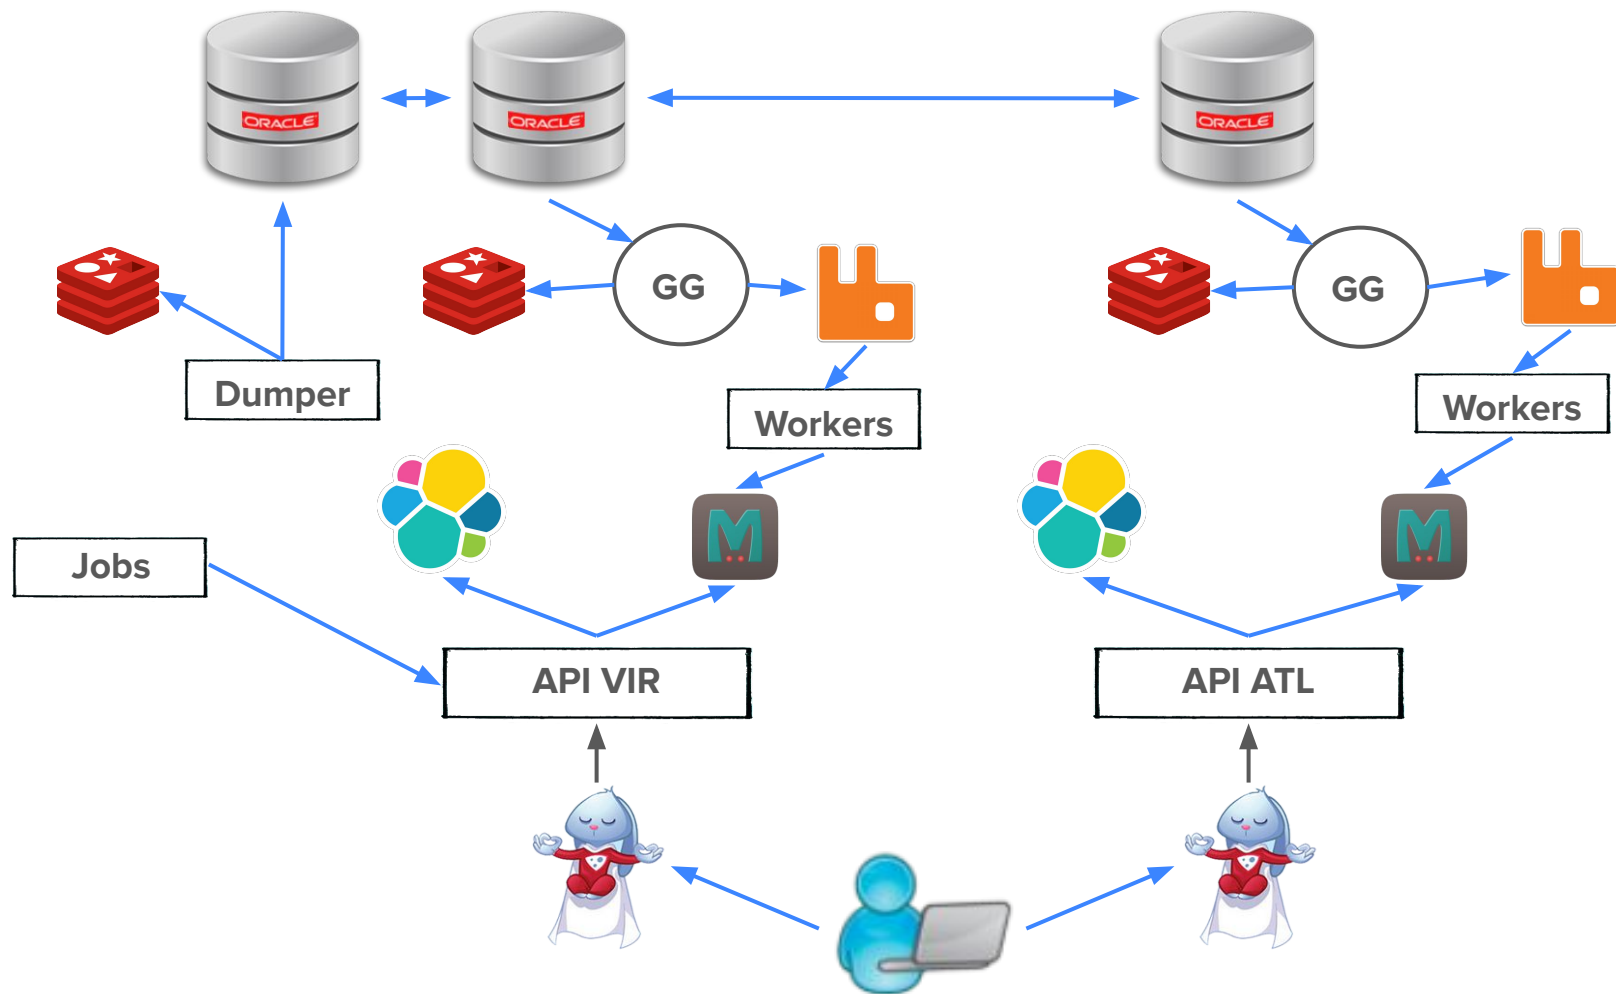 ORACLE
ORACLE
ORACLE
GG
GG
Dumper
Workers
Workers
Jobs
M
M
API VIR
API ATL